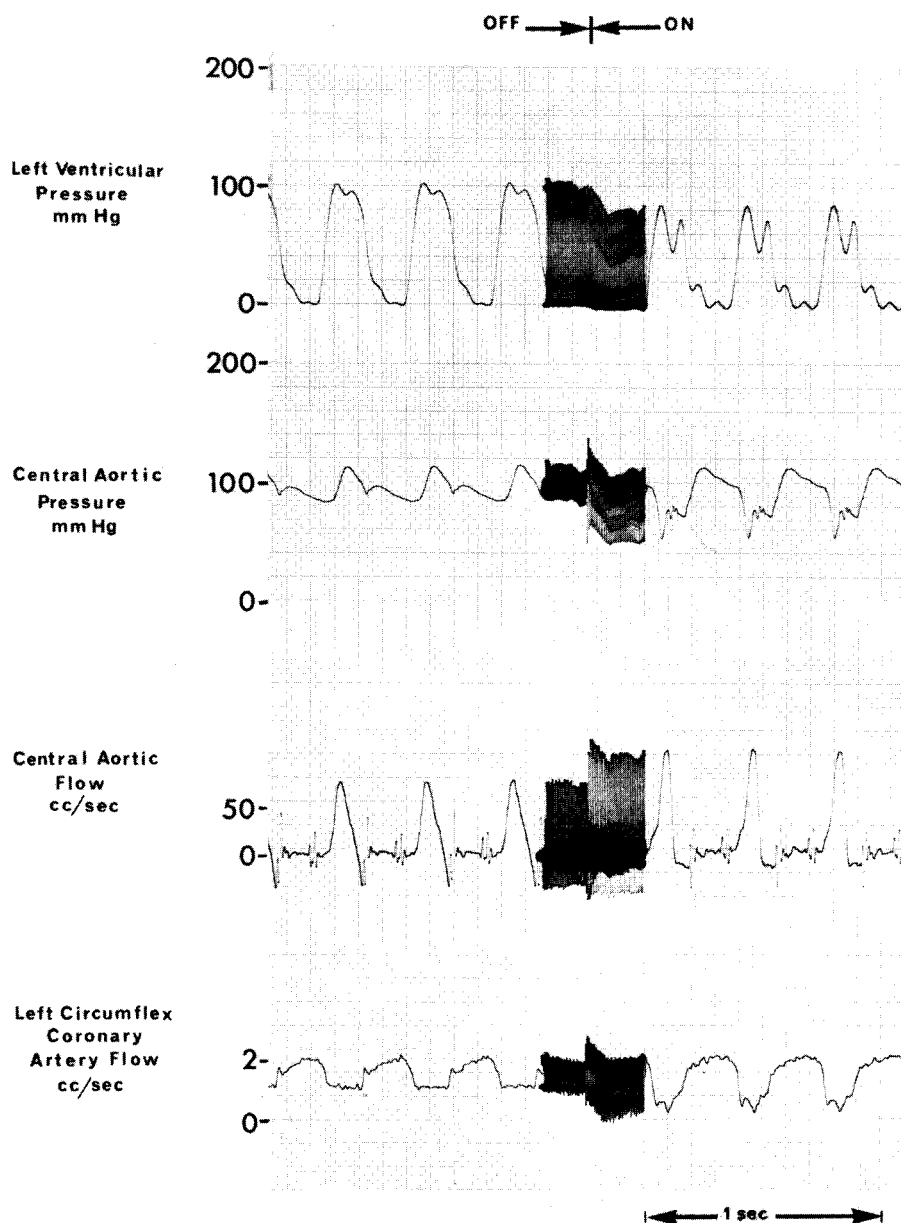 OFF ON
200-
Left Ventricular
Pressure
mm Hg
100-
0-
200-
Central Aortic
Pressure
mm Hg
100-
0-
Central Aortic
Flow
cc/sec
50-
0-
Left Circumflex
Coronary
Artery Flow
cc/sec
2-
0-
1 sec